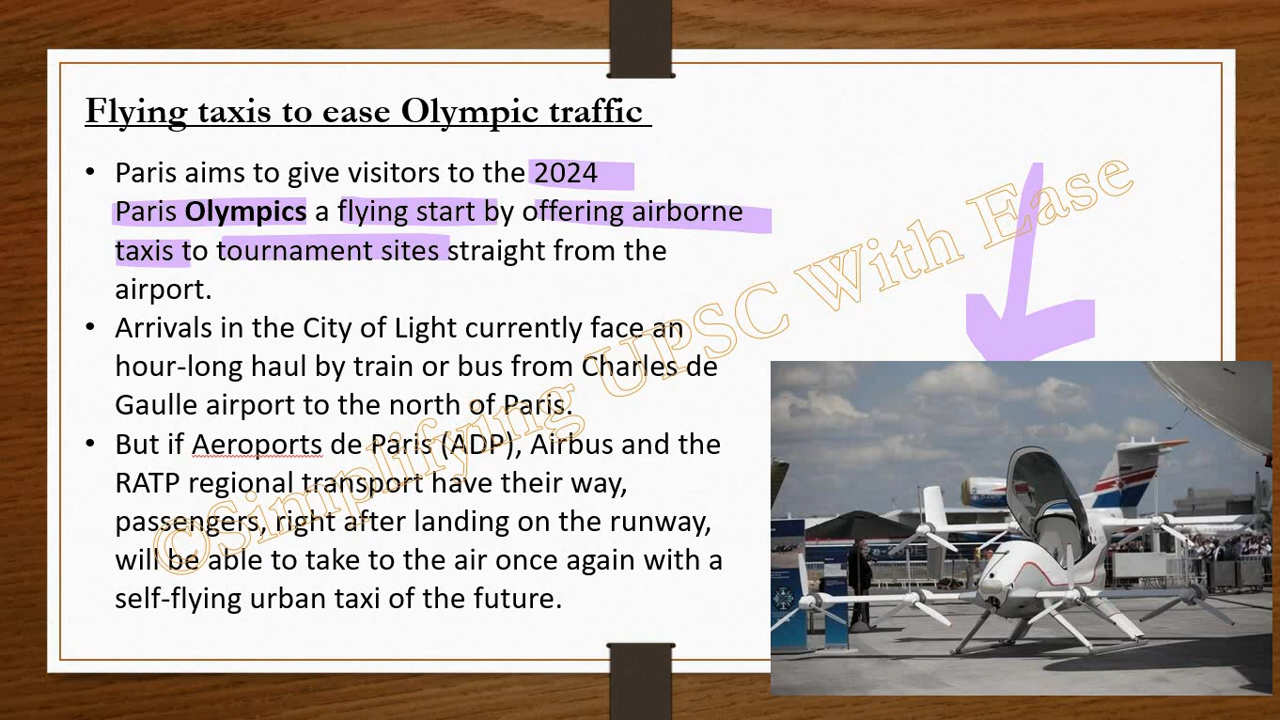 Flying taxis to ease Olympic traffic
• Paris aims to give visitors to the 2024
Paris Olympics a flying start by offering airborne
taxis to tournament sites straight from the
airport.
• Arrivals in the City of Light currently face an
hour-long haul by train or bus from Charles de
Gaulle airport to the north of Paris.
• But if Aeroports de Paris (ADP), Airbus and the
RATP regional transport have their way,
passengers, right after landing on the runway,
will be able to take to the air once again with a
self-flying urban taxi of the future.
©Simplifying UPSC With Ease